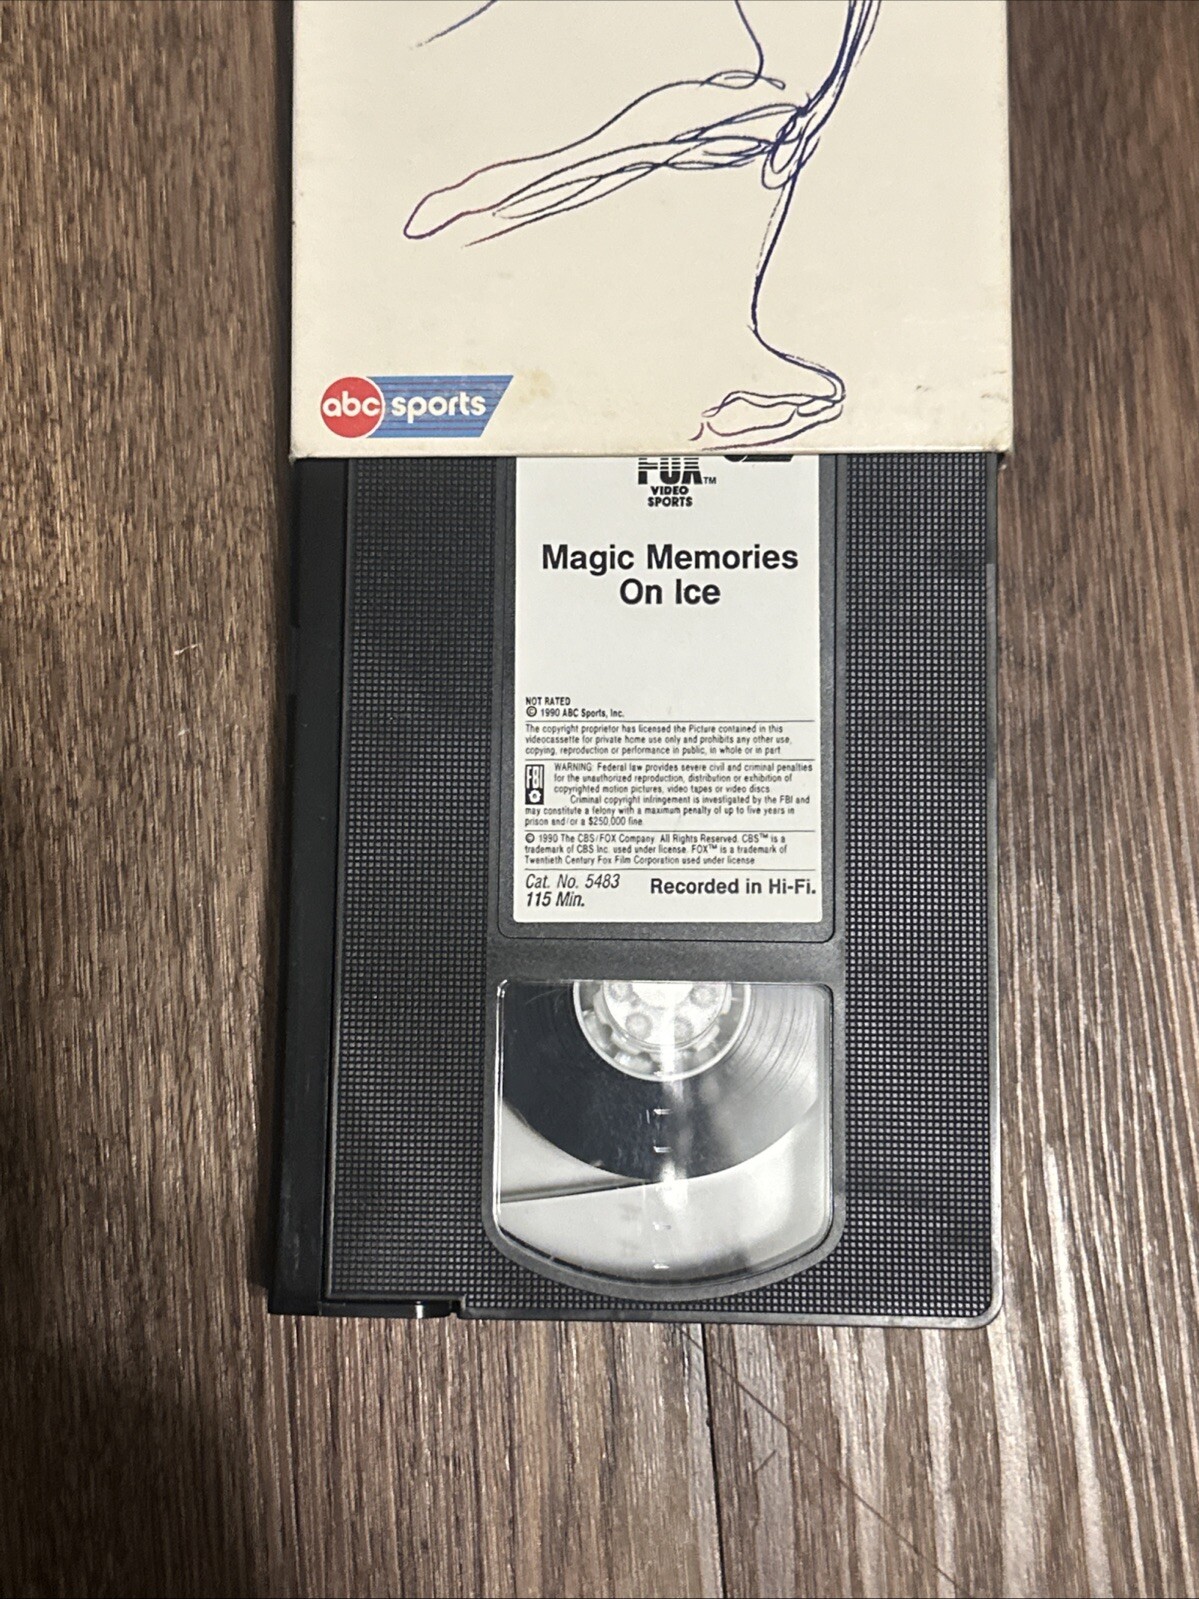 abc sports
FOX™
VIDEO
SPORTS
Magic Memories
On Ice
NOT RATED
© 1990 ABC Sports, Inc.
The copyright proprietor has licensed the Picture contained in this
videocassette for private home use only and prohibits any other use,
copying, reproduction or performance in public, in whole or in part
FBI
WARNING: Federal law provides severe civil and criminal penalties
for the unauthorized reproduction, distribution or exhibition of
copyrighted motion pictures, video tapes or video discs.
Criminal copyright infringement is investigated by the FBI and
may constitute a felony with a maximum penalty of up to five years in
prison and/or a $250,000 fine
© 1990 The CBS/FOX Company. All Rights Reserved. CBS™ is a
trademark of CBS Inc. used under license. FOX™ is a trademark of
Twentieth Century Fox Film Corporation used under license
Cat. No. 5483
115 Min.
Recorded in Hi-Fi.